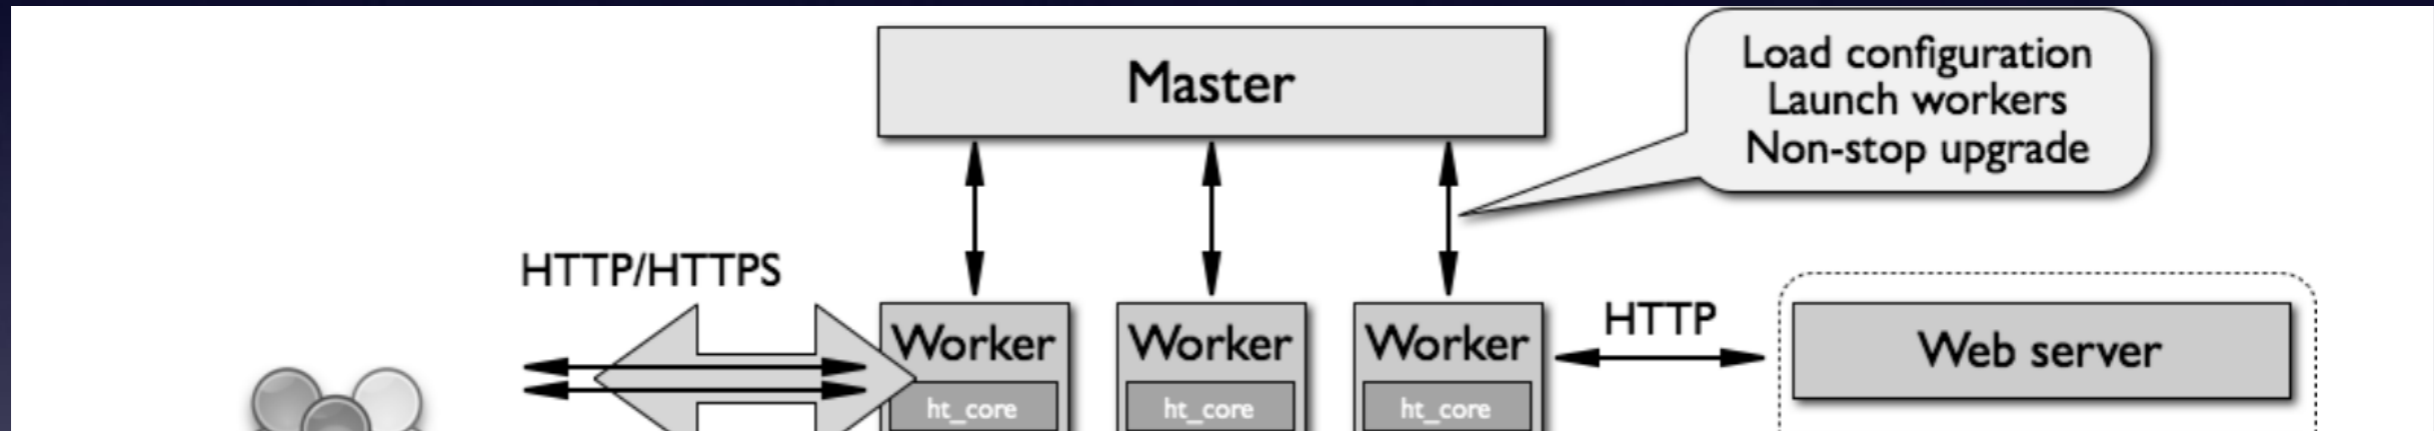 Master
Load configuration
Launch workers
Non-stop upgrade
HTTP/HTTPS
Worker
Worker
Worker
HTTP
Web server
ht_core
ht_core
ht_core